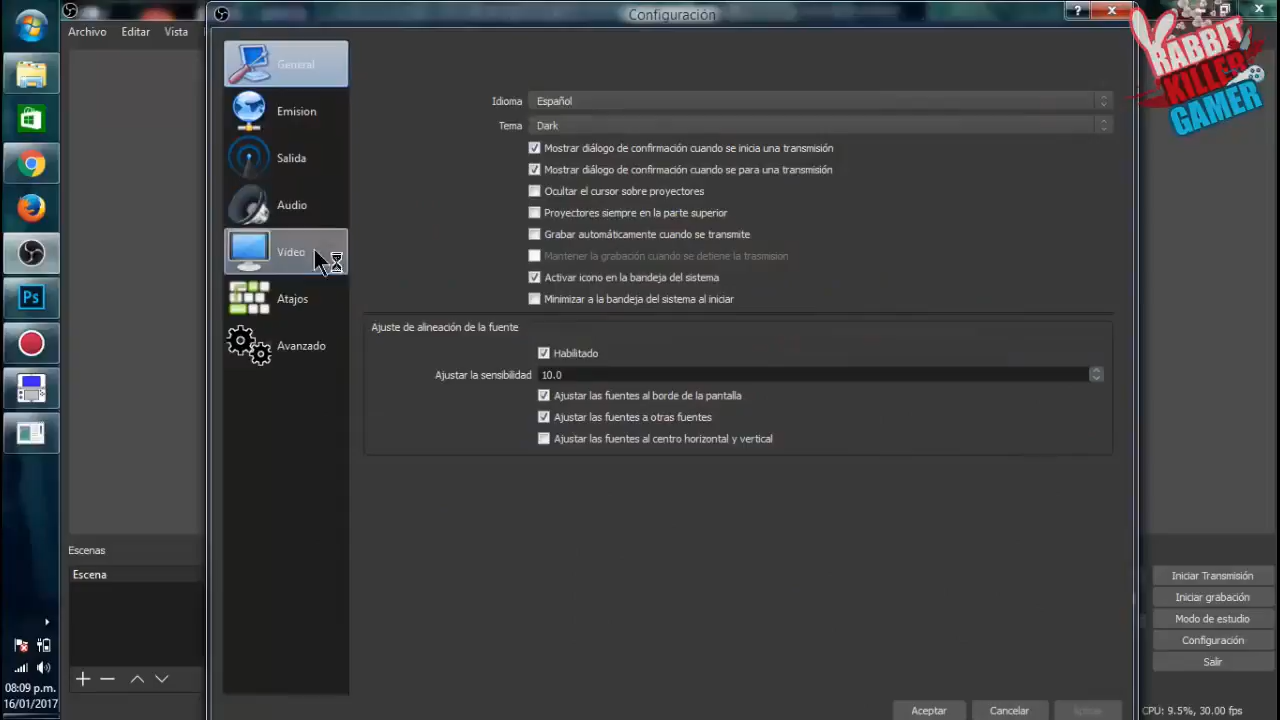 Configuración
?
Archivo Editar Vista
RABBIT
KILLER
GAMER
General
Emision
Salida
Audio
Video
Atajos
Avanzado
Idioma Español
Tema Dark
Mostrar diálogo de confirmación cuando se inicia una transmisión
Mostrar diálogo de confirmación cuando se para una transmisión
Ocultar el cursor sobre proyectores
Proyectores siempre en la parte superior
Grabar automáticamente cuando se transmite
Mantener la grabación cuando se detiene la trasmision
Activar icono en la bandeja del sistema
Minimizar a la bandeja del sistema al iniciar
Ajuste de alineación de la fuente
Habilitado
Ajustar la sensibilidad 10.0
Ajustar las fuentes al borde de la pantalla
Ajustar las fuentes a otras fuentes
Ajustar las fuentes al centro horizontal y vertical
Escenas
Escena
Iniciar Transmisión
Iniciar grabación
Modo de estudio
Configuración
Salir
Ps
08:09 p.m.
16/01/2017
Aceptar Cancelar
CPU: 9.5%, 30.00 fps